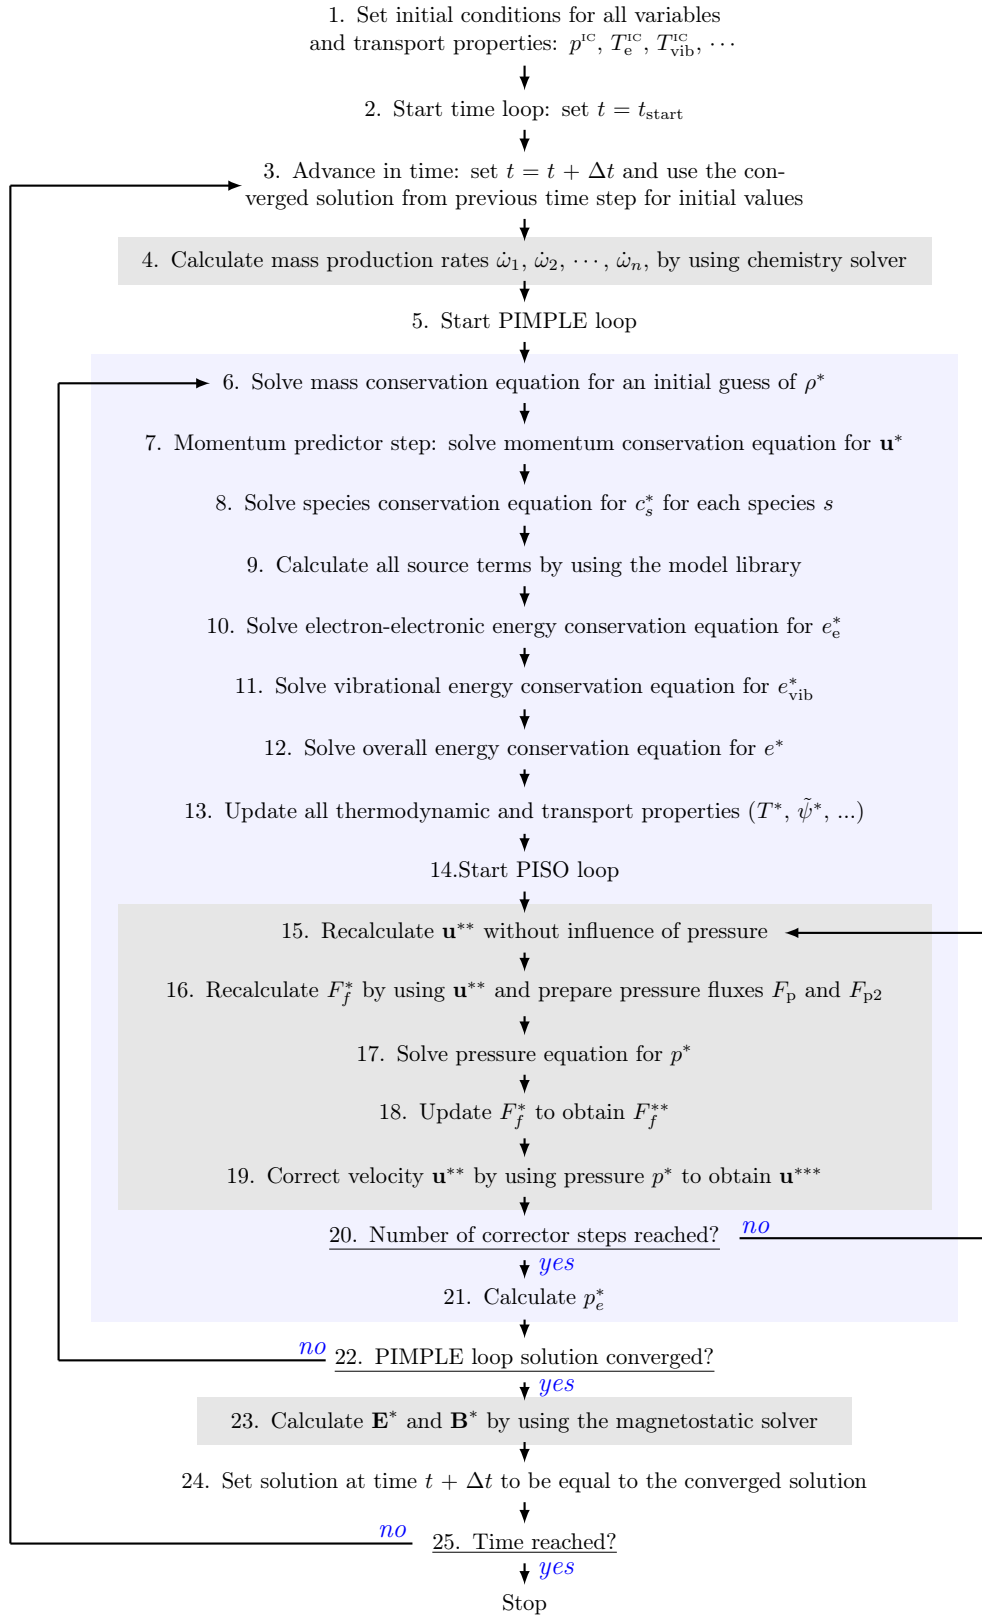 1. Set initial conditions for all variables
and transport properties: p^IC, T_e^IC, T_vib^IC, ⋯
2. Start time loop: set t = t_start
3. Advance in time: set t = t + Δt and use the con-
verged solution from previous time step for initial values
4. Calculate mass production rates ω̇_1, ω̇_2, ⋯, ω̇_n, by using chemistry solver
5. Start PIMPLE loop
6. Solve mass conservation equation for an initial guess of ρ*
7. Momentum predictor step: solve momentum conservation equation for u*
8. Solve species conservation equation for c_s* for each species s
9. Calculate all source terms by using the model library
10. Solve electron-electronic energy conservation equation for e_e*
11. Solve vibrational energy conservation equation for e_vib*
12. Solve overall energy conservation equation for e*
13. Update all thermodynamic and transport properties (T*, ψ̃*, ...)
14.Start PISO loop
15. Recalculate u** without influence of pressure
16. Recalculate F_f* by using u** and prepare pressure fluxes F_p and F_p2
17. Solve pressure equation for p*
18. Update F_f* to obtain F_f**
19. Correct velocity u** by using pressure p* to obtain u***
20. Number of corrector steps reached? no
yes
21. Calculate p_e*
no 22. PIMPLE loop solution converged?
yes
23. Calculate E* and B* by using the magnetostatic solver
24. Set solution at time t + Δt to be equal to the converged solution
no 25. Time reached?
yes
Stop